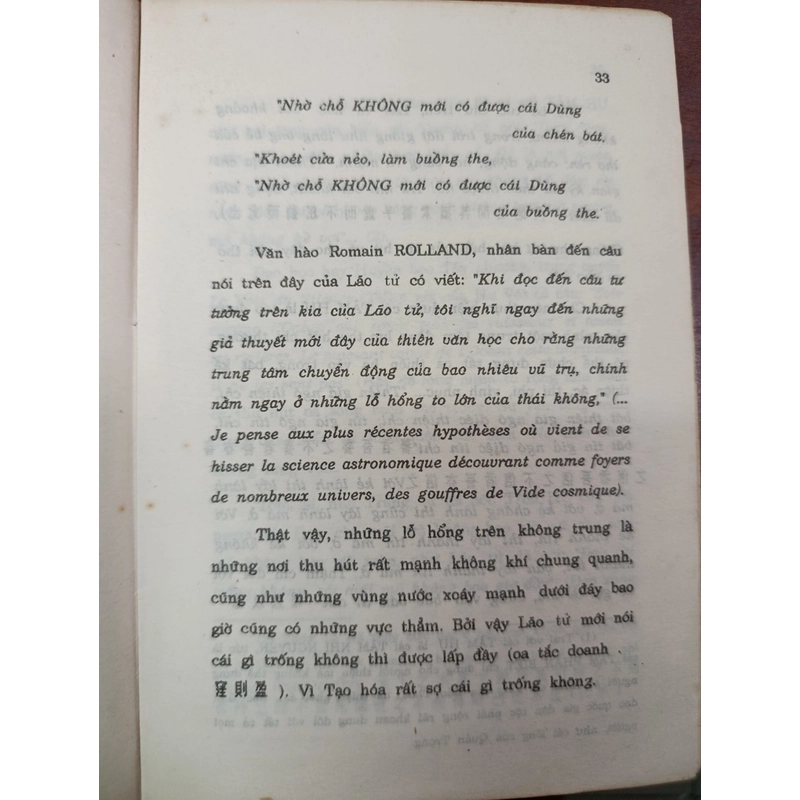 33
"Nhờ chỗ KHÔNG mới có được cái Dùng
của chén bát.
"Khoét cửa nẻo, làm buồng the,
"Nhờ chỗ KHÔNG mới có được cái Dùng
của buồng the.
Văn hào Romain ROLLAND, nhân bàn đến câu
nói trên đây của Lão tử có viết: "Khi đọc đến câu tư
tưởng trên kia của Lão tử, tôi nghĩ ngay đến những
giả thuyết mới đây của thiên văn học cho rằng những
trung tâm chuyển động của bao nhiêu vũ trụ, chính
nằm ngay ở những lỗ hổng to lớn của thái không," (...
Je pense aux plus récentes hypothèses où vient de se
hisser la science astronomique découvrant comme foyers
de nombreux univers, des gouffres de Vide cosmique).
Thật vậy, những lỗ hổng trên không trung là
những nơi thu hút rất mạnh không khí chung quanh,
cũng như những vùng nước xoáy mạnh dưới đáy bao
giờ cũng có những vực thẳm. Bởi vậy Lão tử mới nói
cái gì trống không thì được lấp đầy (oa tắc doanh .
窪則盈 ). Vì Tạo hóa rất sợ cái gì trống không.